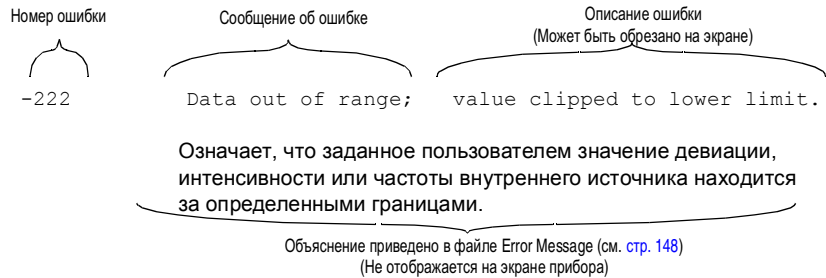 Номер ошибки
Сообщение об ошибке
Описание ошибки
(Может быть обрезано на экране)
-222 Data out of range; value clipped to lower limit.
Означает, что заданное пользователем значение девиации,
интенсивности или частоты внутреннего источника находится
за определенными границами.
Объяснение приведено в файле Error Message (см. стр. 148)
(Не отображается на экране прибора)